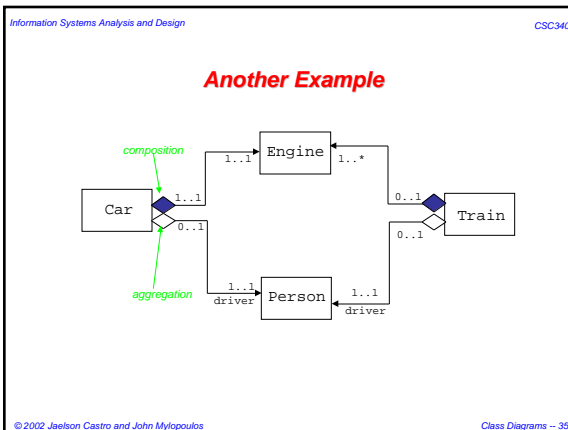 Information Systems Analysis and Design
CSC340
Another Example
composition
Engine
1..1
1..*
Car
1..1
0..1
0..1
Train
0..1
aggregation
1..1
driver
Person
1..1
driver
© 2002 Jaelson Castro and John Mylopoulos
Class Diagrams -- 35